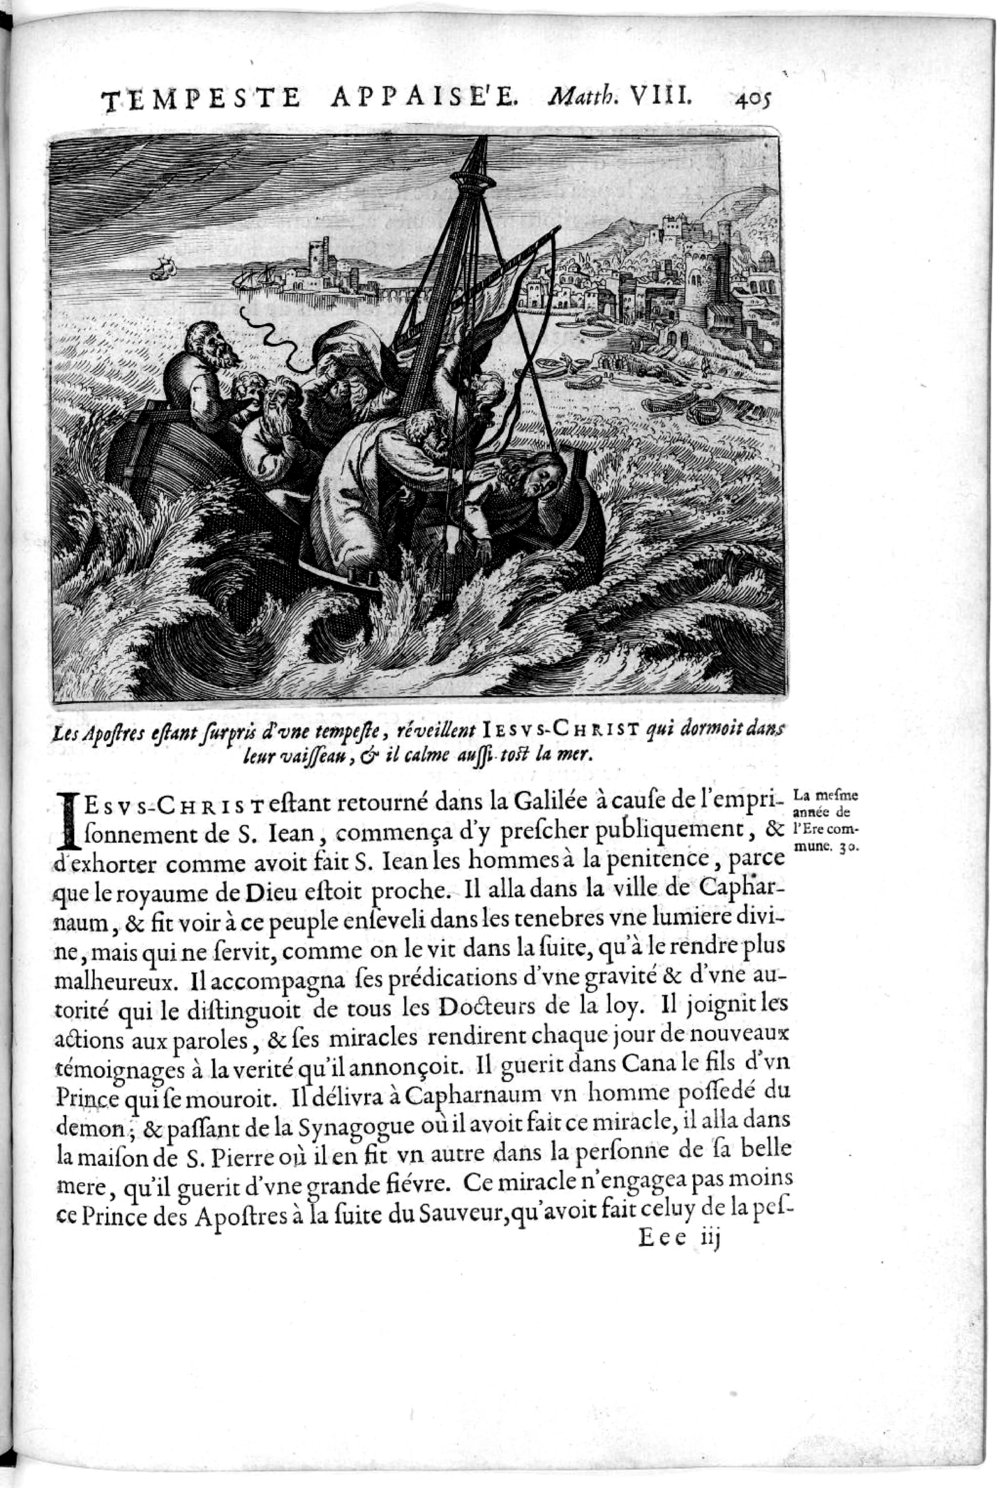 TEMPESTE APPAISE'E. Matth. VIII. 405
Les Apoſtres eſtant ſurpris d'vne tempeſte, réveillent IESVS-CHRIST qui dormoit dans
leur vaiſſeau, & il calme auſſi-toſt la mer.
IESVS-CHRIST eſtant retourné dans la Galilée à cauſe de l'empri-
ſonnement de S. Iean, commença d'y preſcher publiquement, &
d'exhorter comme avoit fait S. Iean les hommes à la penitence, parce
que le royaume de Dieu eſtoit proche. Il alla dans la ville de Caphar-
naum, & fit voir à ce peuple enſeveli dans les tenebres vne lumiere divi-
ne, mais qui ne ſervit, comme on le vit dans la ſuite, qu'à le rendre plus
malheureux. Il accompagna ſes prédications d'vne gravité & d'vne au-
torité qui le diſtinguoit de tous les Docteurs de la loy. Il joignit les
actions aux paroles, & ſes miracles rendirent chaque jour de nouveaux
témoignages à la verité qu'il annonçoit. Il guerit dans Cana le fils d'vn
Prince qui ſe mouroit. Il délivra à Capharnaum vn homme poſſedé du
demon; & paſſant de la Synagogue où il avoit fait ce miracle, il alla dans
la maiſon de S. Pierre où il en fit vn autre dans la perſonne de ſa belle
mere, qu'il guerit d'vne grande fiévre. Ce miracle n'engagea pas moins
ce Prince des Apoſtres à la ſuite du Sauveur, qu'avoit fait celuy de la peſ-
La meſme
année de
l'Ere com-
mune. 30.
Eee iij